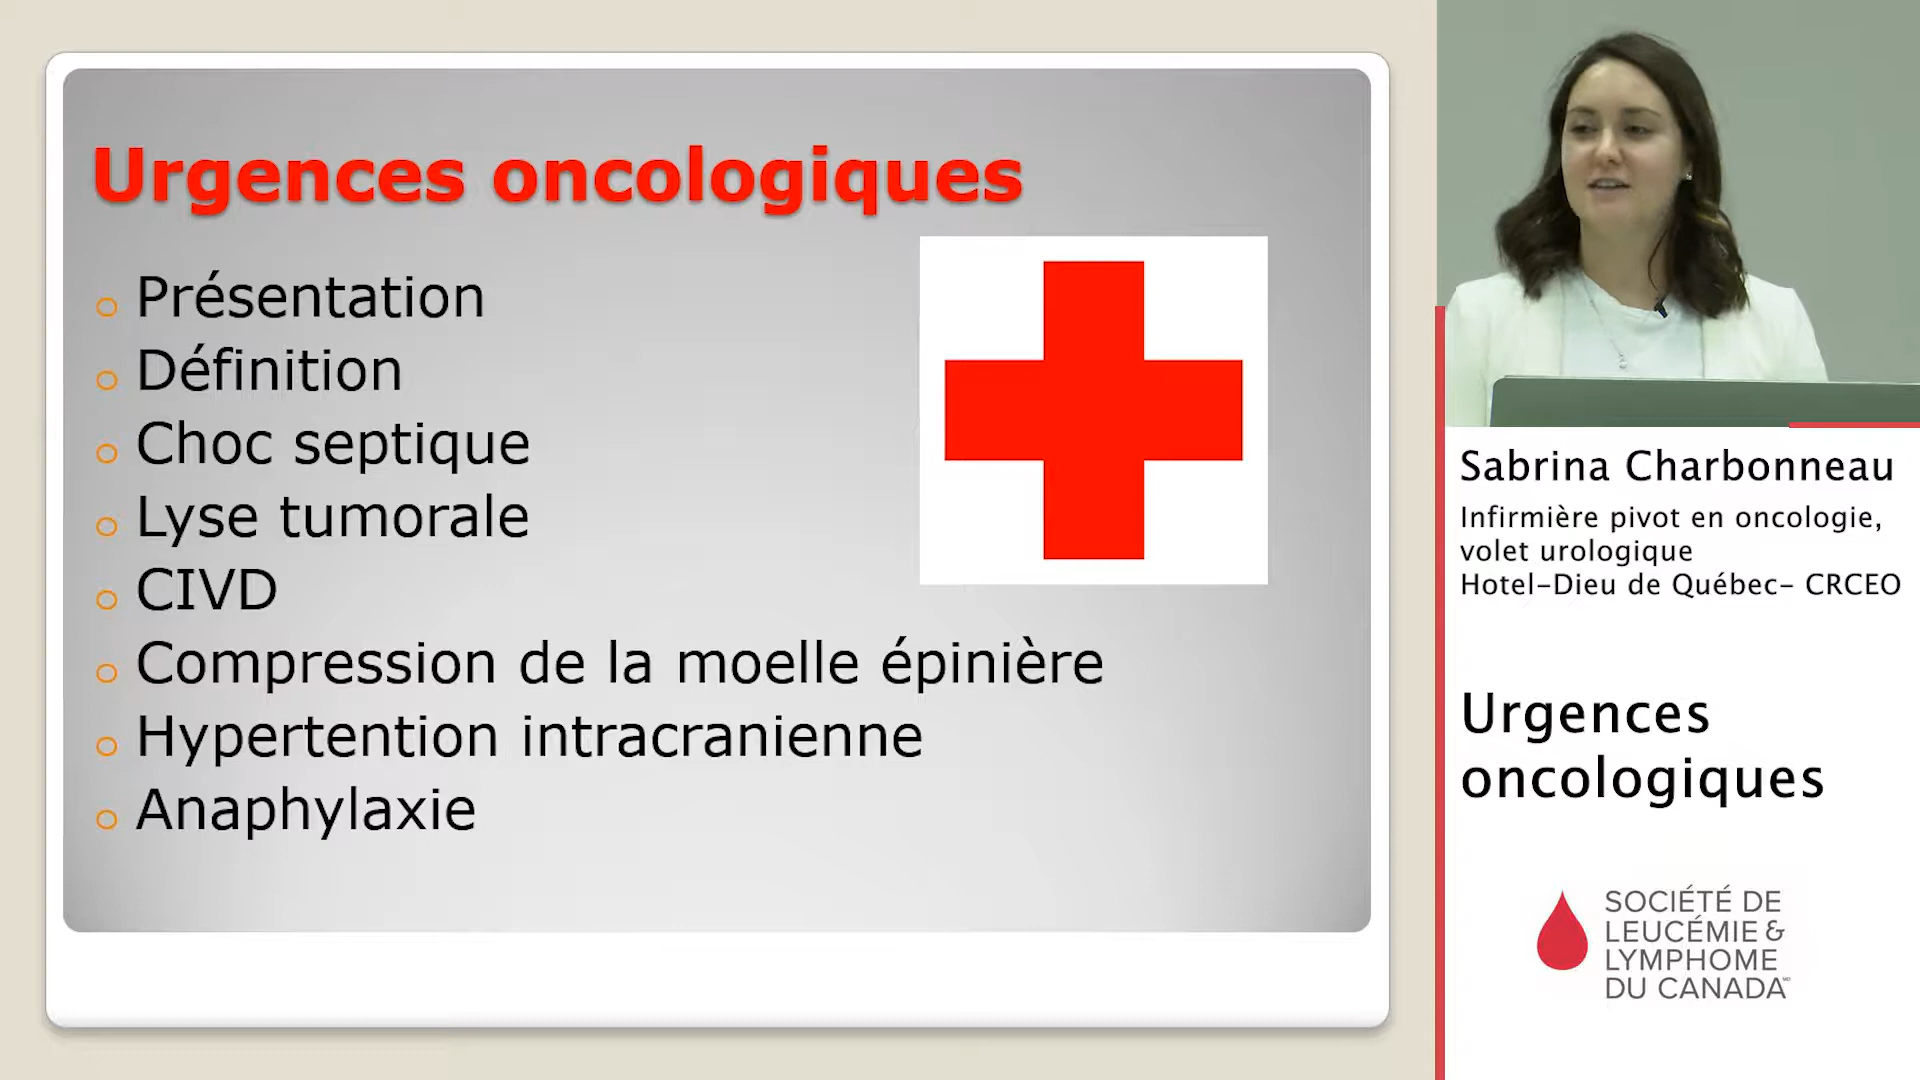 Urgences oncologiques
Présentation
Définition
Choc septique
Lyse tumorale
CIVD
Compression de la moelle épinière
Hypertention intracranienne
Anaphylaxie
Sabrina Charbonneau
Infirmière pivot en oncologie,
volet urologique
Hotel-Dieu de Québec- CRCEO
Urgences
oncologiques
SOCIÉTÉ DE
LEUCÉMIE &
LYMPHOME
DU CANADA